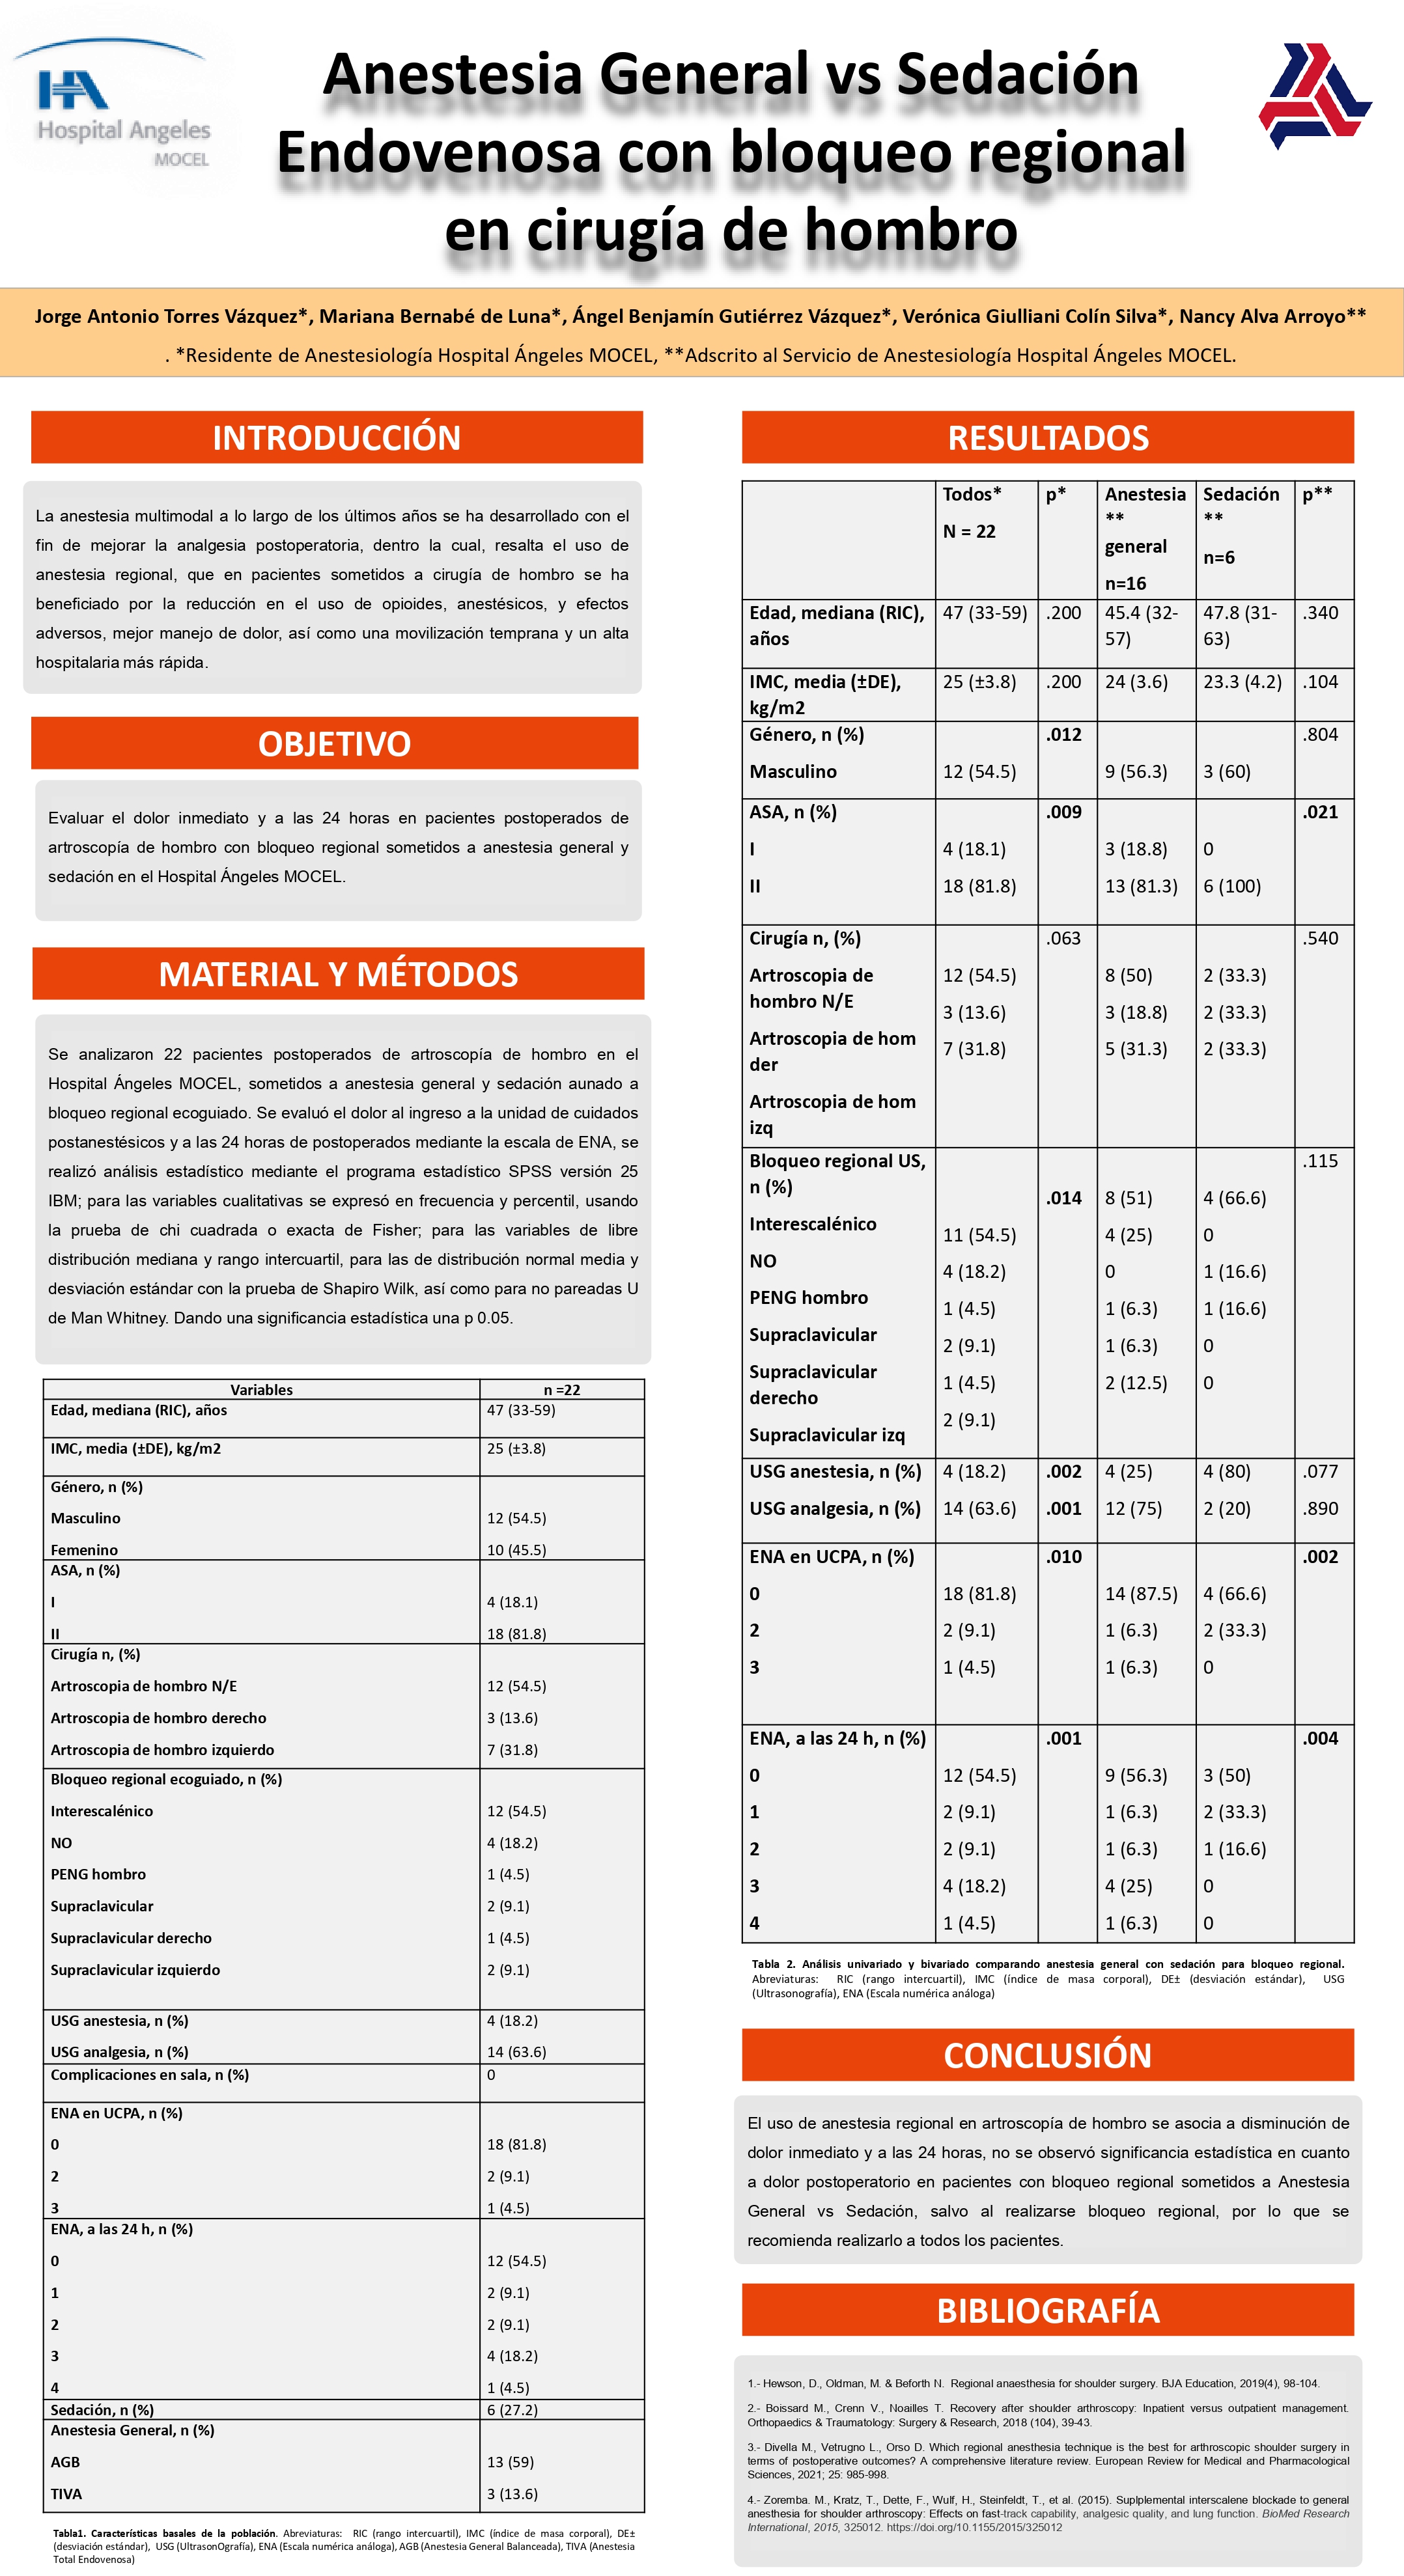 HA
Hospital Angeles
MOCEL
Anestesia General vs Sedación
Endovenosa con bloqueo regional
en cirugía de hombro
Jorge Antonio Torres Vázquez*, Mariana Bernabé de Luna*, Ángel Benjamín Gutiérrez Vázquez*, Verónica Giulliani Colín Silva*, Nancy Alva Arroyo**
. *Residente de Anestesiología Hospital Ángeles MOCEL, **Adscrito al Servicio de Anestesiología Hospital Ángeles MOCEL.
INTRODUCCIÓN
La anestesia multimodal a lo largo de los últimos años se ha desarrollado con el
fin de mejorar la analgesia postoperatoria, dentro la cual, resalta el uso de
anestesia regional, que en pacientes sometidos a cirugía de hombro se ha
beneficiado por la reducción en el uso de opioides, anestésicos, y efectos
adversos, mejor manejo de dolor, así como una movilización temprana y un alta
hospitalaria más rápida.
OBJETIVO
Evaluar el dolor inmediato y a las 24 horas en pacientes postoperados de
artroscopía de hombro con bloqueo regional sometidos a anestesia general y
sedación en el Hospital Ángeles MOCEL.
MATERIAL Y MÉTODOS
Se analizaron 22 pacientes postoperados de artroscopía de hombro en el
Hospital Ángeles MOCEL, sometidos a anestesia general y sedación aunado a
bloqueo regional ecoguiado. Se evaluó el dolor al ingreso a la unidad de cuidados
postanestésicos y a las 24 horas de postoperados mediante la escala de ENA, se
realizó análisis estadístico mediante el programa estadístico SPSS versión 25
IBM; para las variables cualitativas se expresó en frecuencia y percentil, usando
la prueba de chi cuadrada o exacta de Fisher; para las variables de libre
distribución mediana y rango intercuartil, para las de distribución normal media y
desviación estándar con la prueba de Shapiro Wilk, así como para no pareadas U
de Man Whitney. Dando una significancia estadística una p 0.05.
Variables n =22
Edad, mediana (RIC), años 47 (33-59)
IMC, media (±DE), kg/m2 25 (±3.8)
Género, n (%)
Masculino 12 (54.5)
Femenino 10 (45.5)
ASA, n (%)
I 4 (18.1)
II 18 (81.8)
Cirugía n, (%)
Artroscopia de hombro N/E 12 (54.5)
Artroscopia de hombro derecho 3 (13.6)
Artroscopia de hombro izquierdo 7 (31.8)
Bloqueo regional ecoguiado, n (%)
Interescalénico 12 (54.5)
NO 4 (18.2)
PENG hombro 1 (4.5)
Supraclavicular 2 (9.1)
Supraclavicular derecho 1 (4.5)
Supraclavicular izquierdo 2 (9.1)
USG anestesia, n (%) 4 (18.2)
USG analgesia, n (%) 14 (63.6)
Complicaciones en sala, n (%) 0
ENA en UCPA, n (%)
0 18 (81.8)
2 2 (9.1)
3 1 (4.5)
ENA, a las 24 h, n (%)
0 12 (54.5)
1 2 (9.1)
2 2 (9.1)
3 4 (18.2)
4 1 (4.5)
Sedación, n (%) 6 (27.2)
Anestesia General, n (%)
AGB 13 (59)
TIVA 3 (13.6)
Tabla1. Características basales de la población. Abreviaturas: RIC (rango intercuartil), IMC (índice de masa corporal), DE±
(desviación estándar), USG (UltrasonOgrafía), ENA (Escala numérica análoga), AGB (Anestesia General Balanceada), TIVA (Anestesia
Total Endovenosa)
RESULTADOS
Todos* p* Anestesia Sedación p**
** **
N = 22 general n=6
n=16
Edad, mediana (RIC), 47 (33-59) .200 45.4 (32- 47.8 (31- .340
años 57) 63)
IMC, media (±DE), 25 (±3.8) .200 24 (3.6) 23.3 (4.2) .104
kg/m2
Género, n (%) .012 .804
Masculino 12 (54.5) 9 (56.3) 3 (60)
ASA, n (%) .009 .021
I 4 (18.1) 3 (18.8) 0
II 18 (81.8) 13 (81.3) 6 (100)
Cirugía n, (%) .063 .540
Artroscopia de 12 (54.5) 8 (50) 2 (33.3)
hombro N/E
3 (13.6) 3 (18.8) 2 (33.3)
Artroscopia de hom 7 (31.8) 5 (31.3) 2 (33.3)
der
Artroscopia de hom
izq
Bloqueo regional US, .115
n (%)
.014 8 (51) 4 (66.6)
Interescalénico 11 (54.5) 4 (25) 0
NO 4 (18.2) 0 1 (16.6)
PENG hombro 1 (4.5) 1 (6.3) 1 (16.6)
Supraclavicular 2 (9.1) 1 (6.3) 0
Supraclavicular 1 (4.5) 2 (12.5) 0
derecho
2 (9.1)
Supraclavicular izq
USG anestesia, n (%) 4 (18.2) .002 4 (25) 4 (80) .077
USG analgesia, n (%) 14 (63.6) .001 12 (75) 2 (20) .890
ENA en UCPA, n (%) .010 .002
0 18 (81.8) 14 (87.5) 4 (66.6)
2 2 (9.1) 1 (6.3) 2 (33.3)
3 1 (4.5) 1 (6.3) 0
ENA, a las 24 h, n (%) .001 .004
0 12 (54.5) 9 (56.3) 3 (50)
1 2 (9.1) 1 (6.3) 2 (33.3)
2 2 (9.1) 1 (6.3) 1 (16.6)
3 4 (18.2) 4 (25) 0
4 1 (4.5) 1 (6.3) 0
Tabla 2. Análisis univariado y bivariado comparando anestesia general con sedación para bloqueo regional.
Abreviaturas: RIC (rango intercuartil), IMC (índice de masa corporal), DE± (desviación estándar), USG
(Ultrasonografía), ENA (Escala numérica análoga)
CONCLUSIÓN
El uso de anestesia regional en artroscopía de hombro se asocia a disminución de
dolor inmediato y a las 24 horas, no se observó significancia estadística en cuanto
a dolor postoperatorio en pacientes con bloqueo regional sometidos a Anestesia
General vs Sedación, salvo al realizarse bloqueo regional, por lo que se
recomienda realizarlo a todos los pacientes.
BIBLIOGRAFÍA
1.- Hewson, D., Oldman, M. & Beforth N. Regional anaesthesia for shoulder surgery. BJA Education, 2019(4), 98-104.
2.- Boissard M., Crenn V., Noailles T. Recovery after shoulder arthroscopy: Inpatient versus outpatient management.
Orthopaedics & Traumatology: Surgery & Research, 2018 (104), 39-43.
3.- Divella M., Vetrugno L., Orso D. Which regional anesthesia technique is the best for arthroscopic shoulder surgery in
terms of postoperative outcomes? A comprehensive literature review. European Review for Medical and Pharmacological
Sciences, 2021; 25: 985-998.
4.- Zoremba. M., Kratz, T., Dette, F., Wulf, H., Steinfeldt, T., et al. (2015). Suplplemental interscalene blockade to general
anesthesia for shoulder arthroscopy: Effects on fast-track capability, analgesic quality, and lung function. BioMed Research
International, 2015, 325012. https://doi.org/10.1155/2015/325012